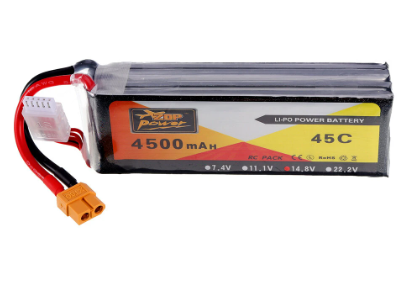 ZOP
power
LI-PO POWER BATTERY
4500mAH
45C
RC PACK CE RoHS
7.4V 11.1V 14.8V 22.2V